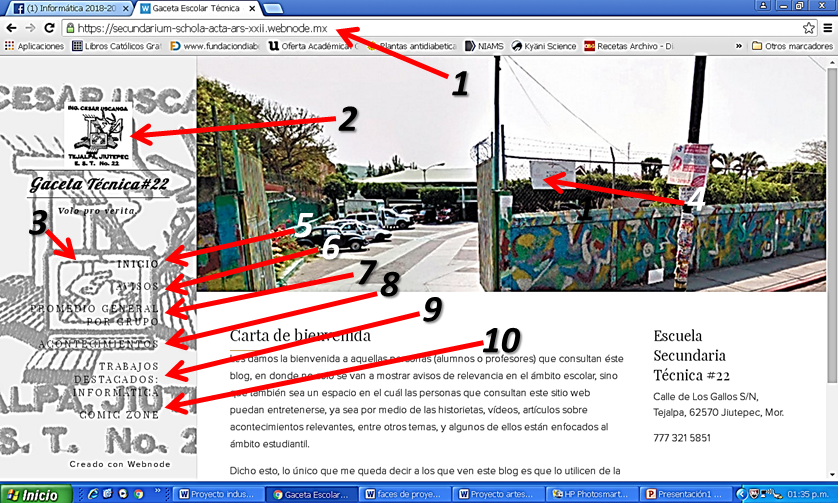 (1) Informática 2018-20
Gaceta Escolar Técnica
https://secundarium-schola-acta-ars-xxii.webnode.mx
Aplicaciones
Libros Católicos Grat
www.fundaciondiab
Oferta Académica
Plantas antidiabetica
NIAMS
Kyäni Science
Recetas Archivo - Di
»
Otros marcadores
1
CESAR USCA
ING. CESAR USCANGA
2
TEJALPA, JIUTEPEC
E. S. T. No. 22
Gaceta Técnica#22
Volo pro verita
3
4
5
INICIO
6
AVISOS
7
PROMEDIO GENERAL
POR GRUPO
8
ACONTECIMIENTOS
9
TRABAJOS
DESTACADOS:
INFORMÁTICA
10
COMIC ZONE
S. T. No. 2
Creado con Webnode
Carta de bienvenida
Les damos la bienvenida a aquellas personas (alumnos o profesores) que consultan éste
blog, en donde no sólo se van a mostrar avisos de relevancia en el ámbito escolar, sino
que también sea un espacio en el cuál las personas que consultan este sitio web
puedan entretenerse, ya sea por medio de las historietas, vídeos, artículos sobre
acontecimientos relevantes, entre otros temas, y algunos de ellos están enfocados al
ámbito estudiantil.
Dicho esto, lo único que me queda decir a los que ven este blog es que lo utilicen de la
Escuela
Secundaria
Técnica #22
Calle de Los Gallos S/N,
Tejalpa, 62570 Jiutepec, Mor.
777 321 5851
Inicio
»
Proyecto indus...
Gaceta Escolar...
faces de proye...
Proyecto artes...
HP Photosmart...
Presentación1 ...
01:35 p.m.